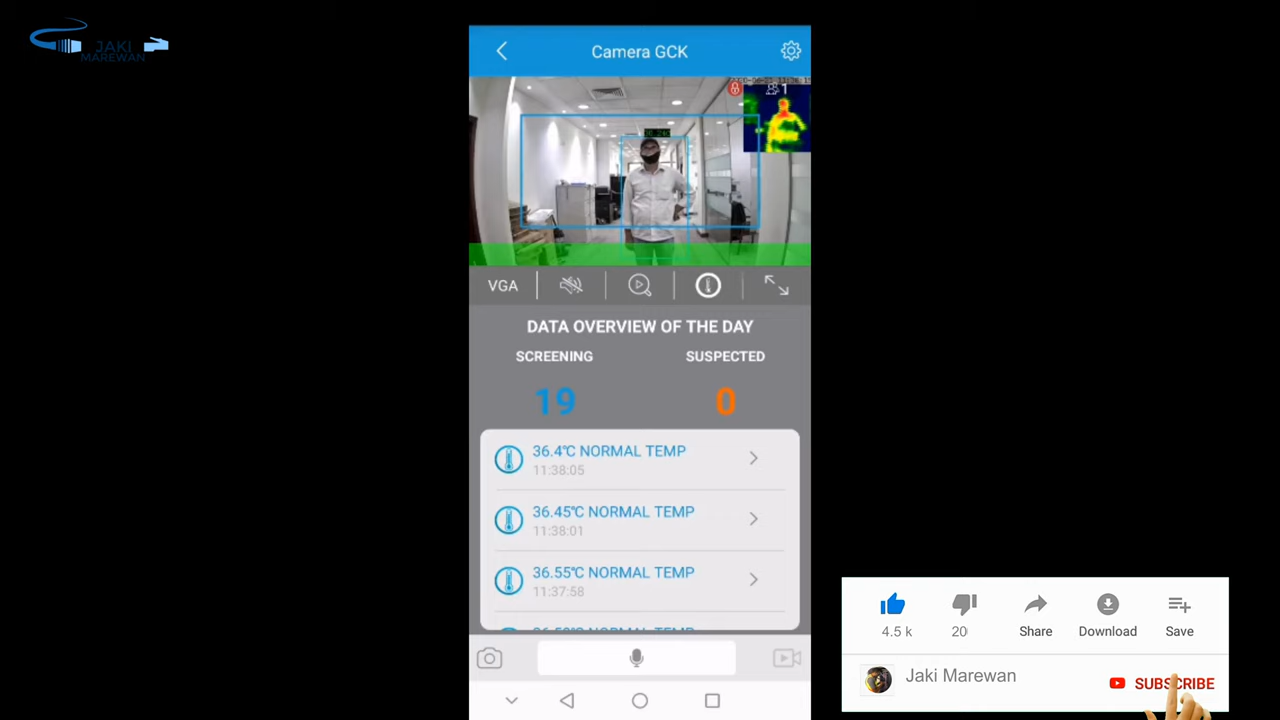 JAKI
MAREWAN
Camera GCK
1
VGA
DATA OVERVIEW OF THE DAY
SCREENING
SUSPECTED
19
0
36.4℃ NORMAL TEMP
11:38:05
36.45℃ NORMAL TEMP
11:38:01
36.55℃ NORMAL TEMP
11:37:58
4.5 k
20
Share
Download
Save
Jaki Marewan
SUBSCRIBE